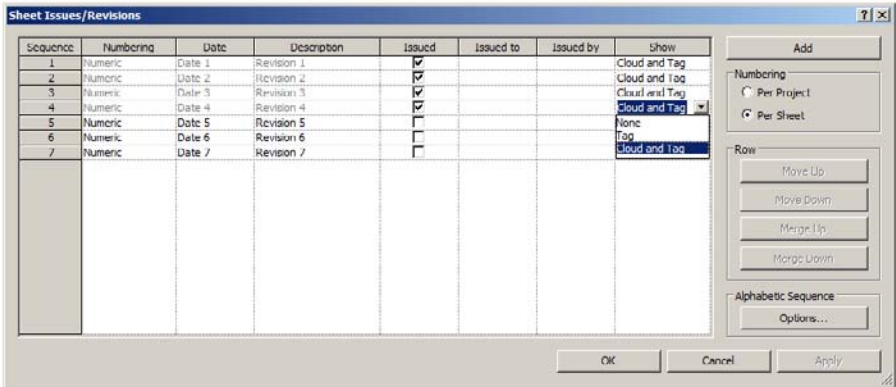 Sheet Issues/Revisions
Sequence Numbering Date Description Issued Issued to Issued by Show
1 Numeric Date 1 Revision 1 Cloud and Tag
2 Numeric Date 2 Revision 2 Cloud and Tag
3 Numeric Date 3 Revision 3 Cloud and Tag
4 Numeric Date 4 Revision 4 Cloud and Tag
5 Numeric Date 5 Revision 5 None
6 Numeric Date 6 Revision 6 Tag
7 Numeric Date 7 Revision 7 Cloud and Tag
Add
Numbering
Per Project
Per Sheet
Row
Move Up
Move Down
Merge Up
Merge Down
Alphabetic Sequence
Options...
OK Cancel Apply